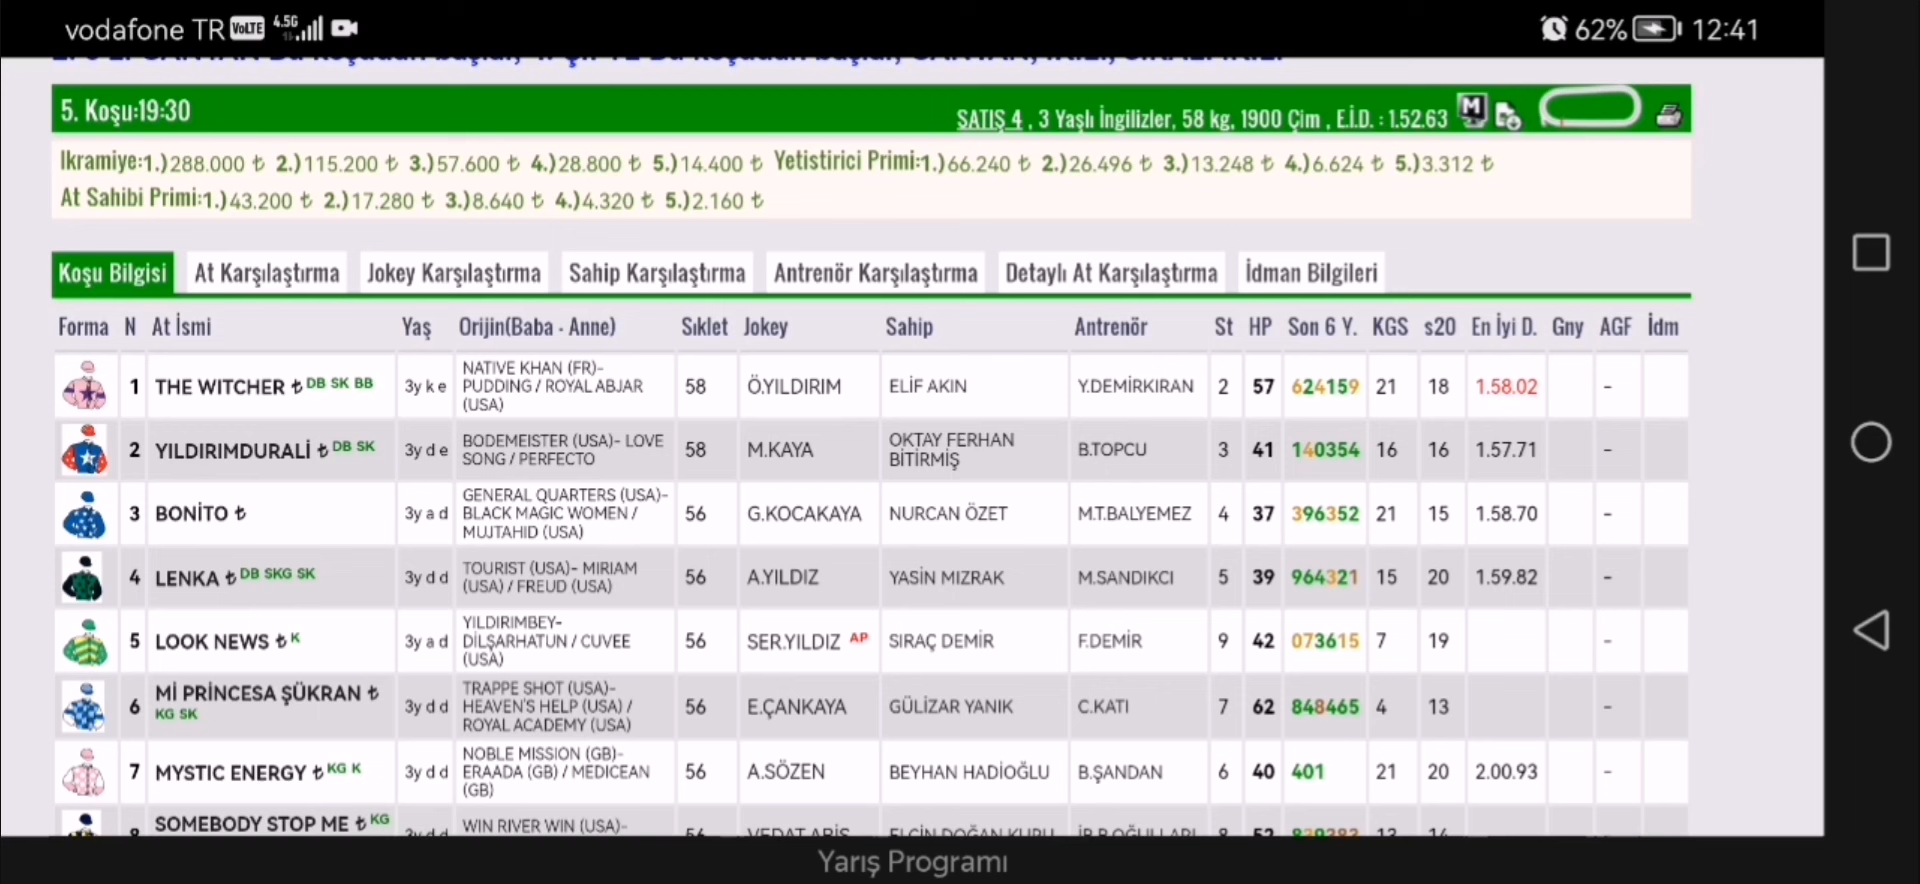 vodafone TR VoLTE 4.5G 62% 12:41
5. Koşu:19:30
SATIŞ 4 , 3 Yaşlı İngilizler, 58 kg, 1900 Çim , E.İ.D. : 1.52.63 M
Ikramiye:1.)288.000 ₺ 2.)115.200 ₺ 3.)57.600 ₺ 4.)28.800 ₺ 5.)14.400 ₺ Yetistirici Primi:1.)66.240 ₺ 2.)26.496 ₺ 3.)13.248 ₺ 4.)6.624 ₺ 5.)3.312 ₺
At Sahibi Primi:1.)43.200 ₺ 2.)17.280 ₺ 3.)8.640 ₺ 4.)4.320 ₺ 5.)2.160 ₺
Koşu Bilgisi At Karşılaştırma Jokey Karşılaştırma Sahip Karşılaştırma Antrenör Karşılaştırma Detaylı At Karşılaştırma İdman Bilgileri
Forma N At İsmi Yaş Orijin(Baba - Anne) Sıklet Jokey Sahip Antrenör St HP Son 6 Y. KGS s20 En İyi D. Gny AGF İdm
NATIVE KHAN (FR)-
1 THE WITCHER ₺ DB SK BB 3y k e PUDDING / ROYAL ABJAR 58 Ö.YILDIRIM ELİF AKIN Y.DEMİRKIRAN 2 57 624159 21 18 1.58.02 -
(USA)
2 YILDIRIMDURALİ ₺ DB SK 3y d e BODEMEISTER (USA)- LOVE 58 M.KAYA OKTAY FERHAN B.TOPCU 3 41 140354 16 16 1.57.71 -
SONG / PERFECTO BİTİRMİŞ
GENERAL QUARTERS (USA)-
3 BONİTO ₺ 3y a d BLACK MAGIC WOMEN / 56 G.KOCAKAYA NURCAN ÖZET M.T.BALYEMEZ 4 37 396352 21 15 1.58.70 -
MUJTAHID (USA)
4 LENKA ₺ DB SKG SK 3y d d TOURIST (USA)- MIRIAM 56 A.YILDIZ YASİN MIZRAK M.SANDIKCI 5 39 964321 15 20 1.59.82 -
(USA) / FREUD (USA)
YILDIRIMBEY-
5 LOOK NEWS ₺ K 3y a d DİLŞARHATUN / CUVEE 56 SER.YILDIZ AP SIRAÇ DEMİR F.DEMİR 9 42 073615 7 19 -
(USA)
Mİ PRİNCESA ŞÜKRAN ₺ TRAPPE SHOT (USA)-
6 KG SK 3y d d HEAVEN'S HELP (USA) / 56 E.ÇANKAYA GÜLİZAR YANIK C.KATI 7 62 848465 4 13 -
ROYAL ACADEMY (USA)
NOBLE MISSION (GB)-
7 MYSTIC ENERGY ₺ KG K 3y d d ERAADA (GB) / MEDICEAN 56 A.SÖZEN BEYHAN HADİOĞLU B.ŞANDAN 6 40 401 21 20 2.00.93 -
(GB)
SOMEBODY STOP ME ₺ KG WIN RIVER WIN (USA)-
Yarış Programı